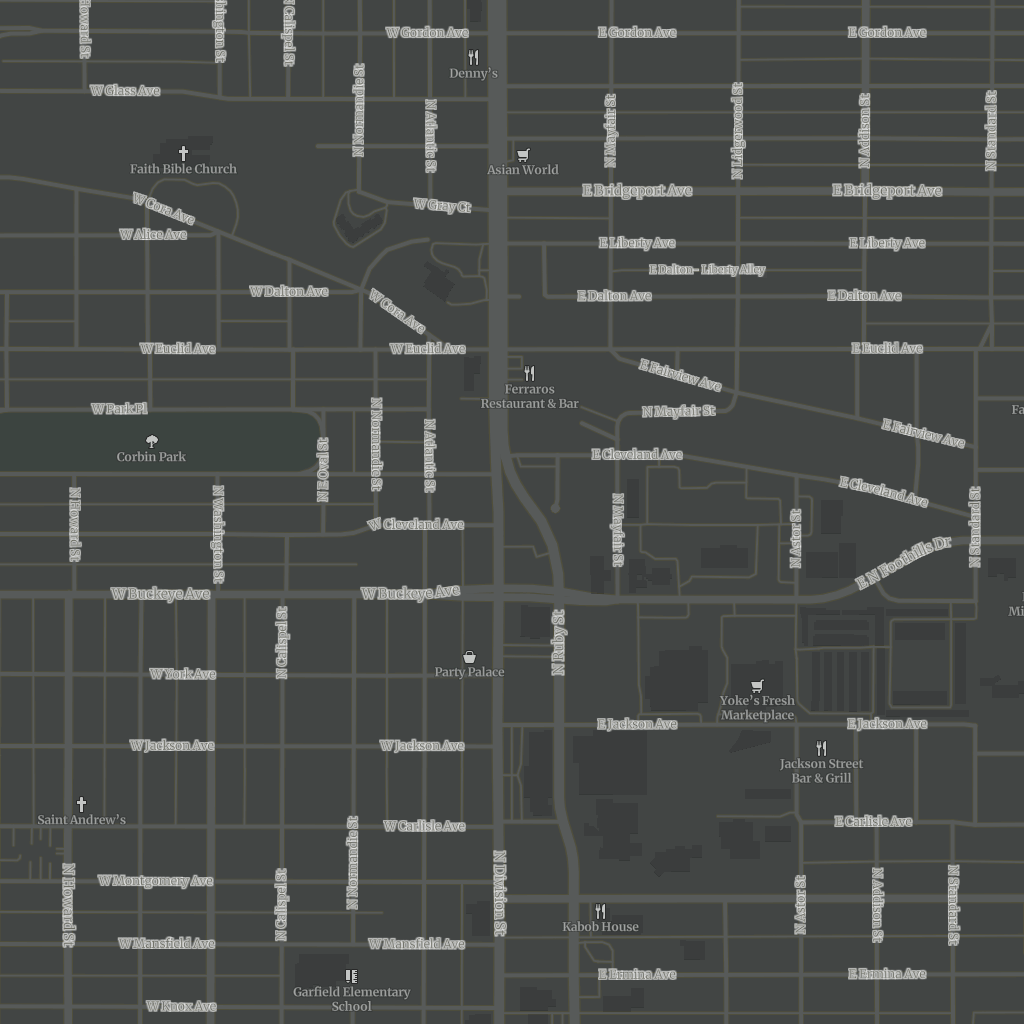 W Gordon Ave
E Gordon Ave
E Gordon Ave
N Howard St
N Washington St
N Calispel St
Denny's
W Glass Ave
N Normandie St
N Atlantic St
N Mayfair St
N Lidgerwood St
N Addison St
N Standard St
Faith Bible Church
Asian World
E Bridgeport Ave
E Bridgeport Ave
W Cora Ave
W Gray Ct
W Alice Ave
E Liberty Ave
E Liberty Ave
E Dalton - Liberty Alley
W Dalton Ave
E Dalton Ave
E Dalton Ave
W Cora Ave
W Euclid Ave
W Euclid Ave
E Euclid Ave
E Fairview Ave
Ferraros
Restaurant & Bar
W Park Pl
N Mayfair St
Fa
N Normandie St
N Atlantic St
E Fairview Ave
Corbin Park
N E Oval St
E Cleveland Ave
E Cleveland Ave
N Howard St
N Washington St
W Cleveland Ave
N Mayfair St
N Astor St
N Standard St
E N Foothills Dr
W Buckeye Ave
W Buckeye Ave
Mi
N Calispel St
N Ruby St
W York Ave
Party Palace
Yoke's Fresh
Marketplace
E Jackson Ave
E Jackson Ave
W Jackson Ave
W Jackson Ave
Jackson Street
Bar & Grill
Saint Andrew's
W Carlisle Ave
E Carlisle Ave
N Normandie St
N Howard St
W Montgomery Ave
N Calispel St
N Division St
N Astor St
N Addison St
N Standard St
Kabob House
W Mansfield Ave
W Mansfield Ave
E Ermina Ave
E Ermina Ave
Garfield Elementary
School
W Knox Ave